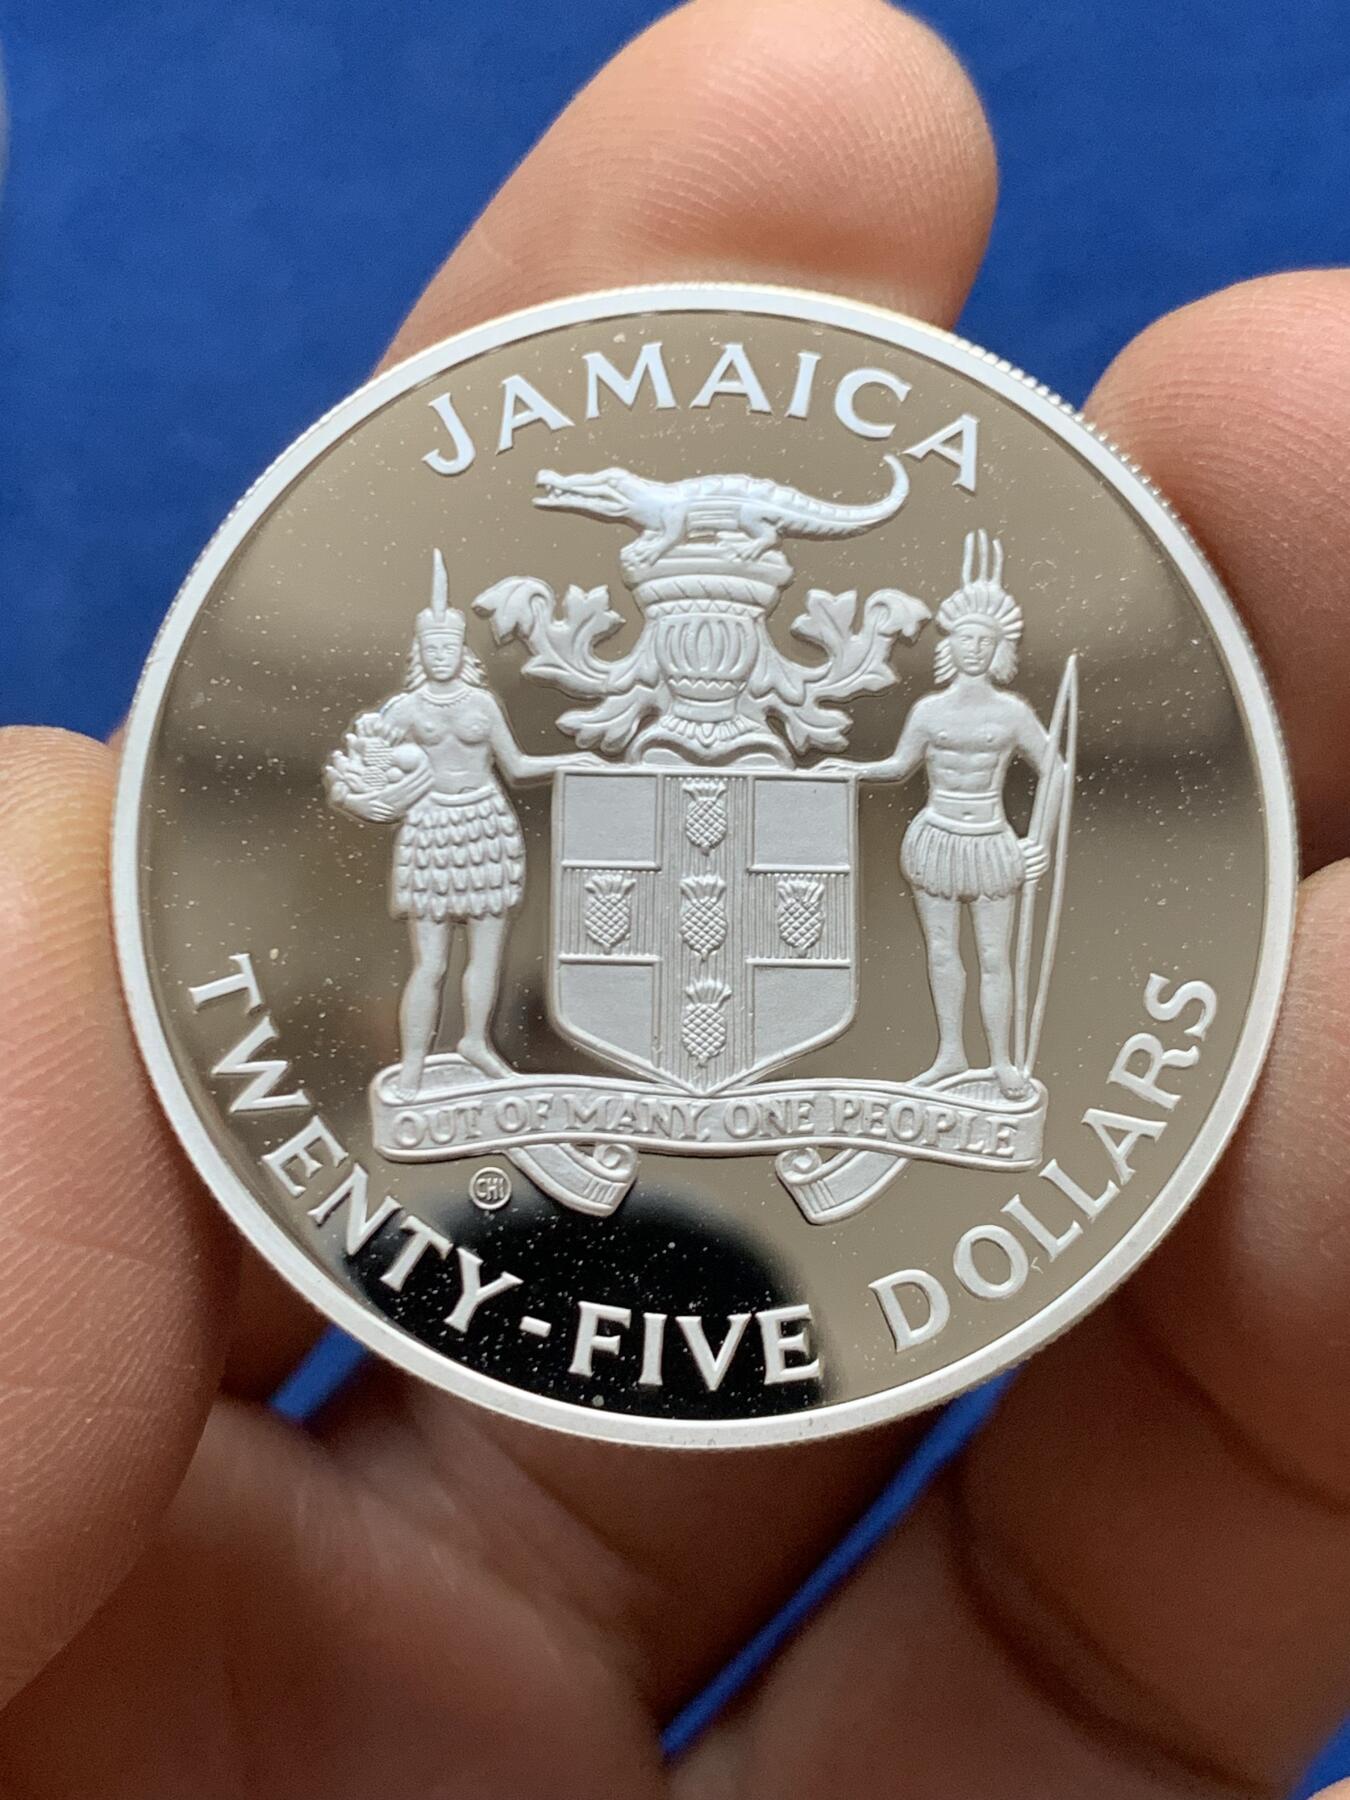 JAMAICA
OUT OF MANY, ONE PEOPLE
CHI
TWENTY-FIVE DOLLARS